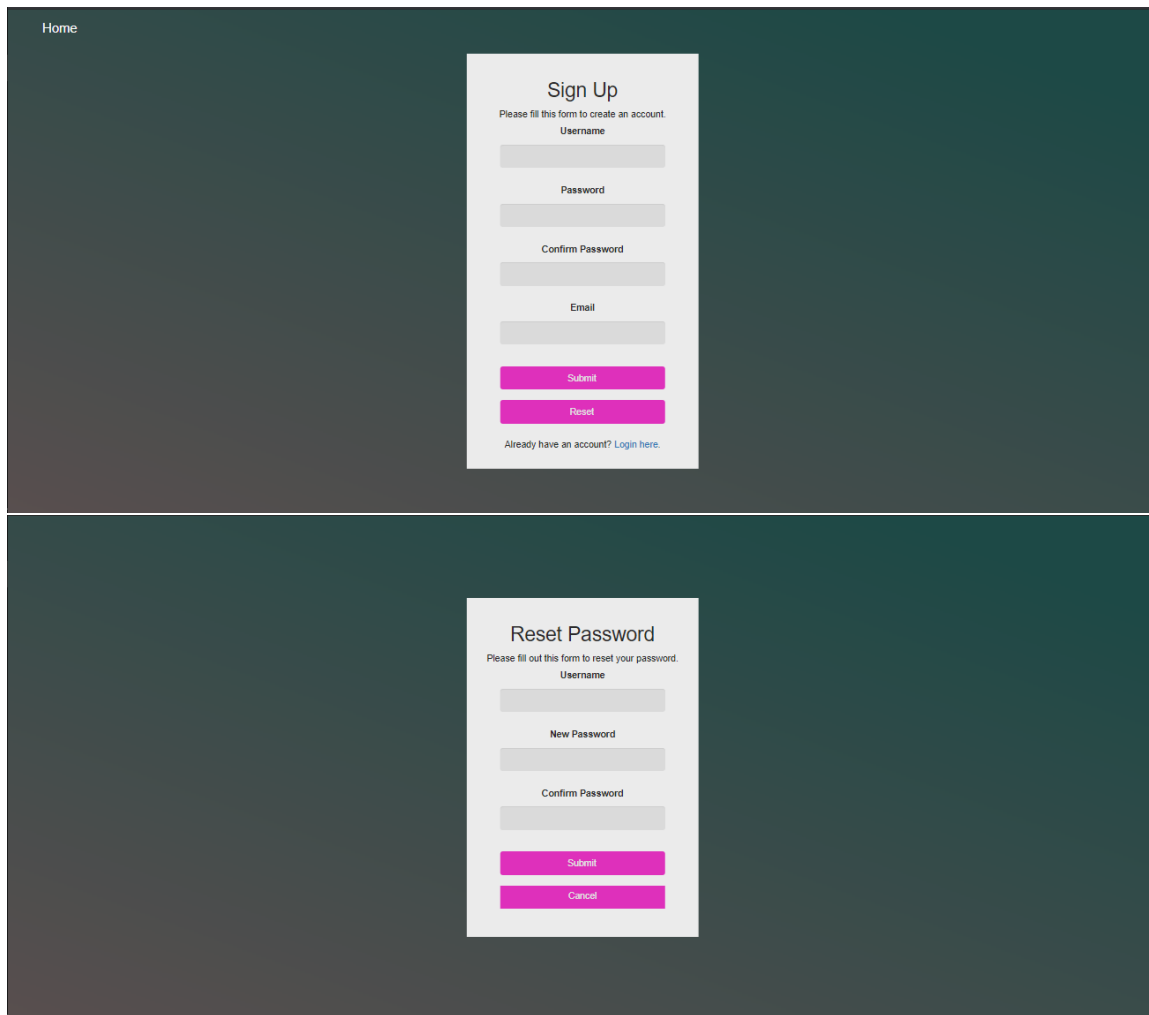 Home
Sign Up
Please fill this form to create an account.
Username
Password
Confirm Password
Email
Submit
Reset
Already have an account? Login here.
Reset Password
Please fill out this form to reset your password.
Username
New Password
Confirm Password
Submit
Cancel